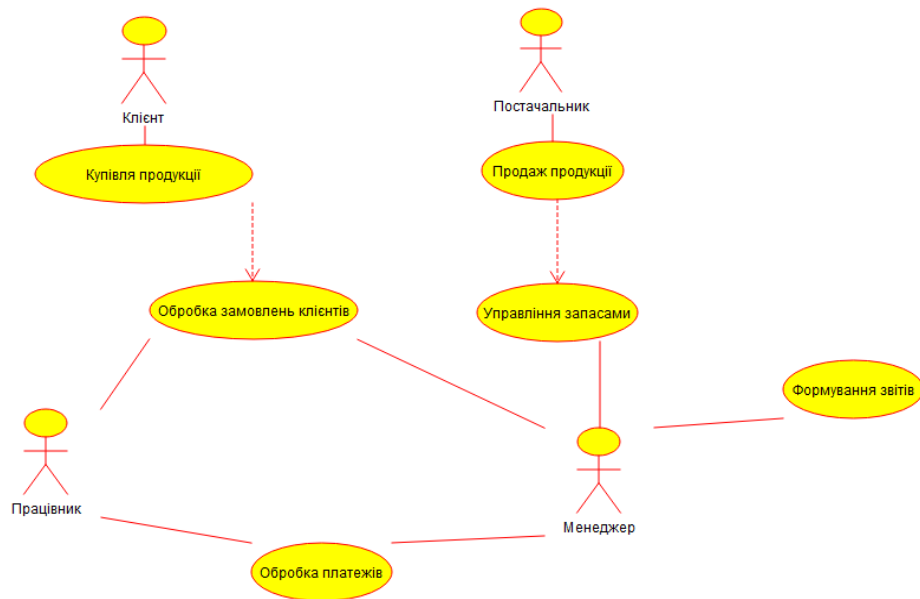 Постачальник
Клієнт
Купівля продукції
Продаж продукції
Обробка замовлень клієнтів
Управління запасами
Формування звітів
Працівник
Менеджер
Обробка платежів